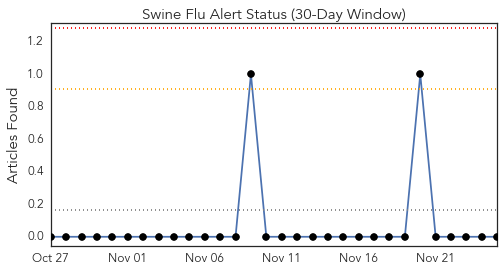 Swine Flu Alert Status (30-Day Window)
Articles Found
1.2
1.0
0.8
0.6
0.4
0.2
0.0
Oct 27 Nov 01 Nov 06 Nov 11 Nov 16 Nov 21